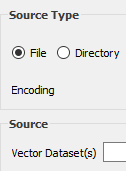 Source Type
File Directory
Encoding
Source
Vector Dataset(s)